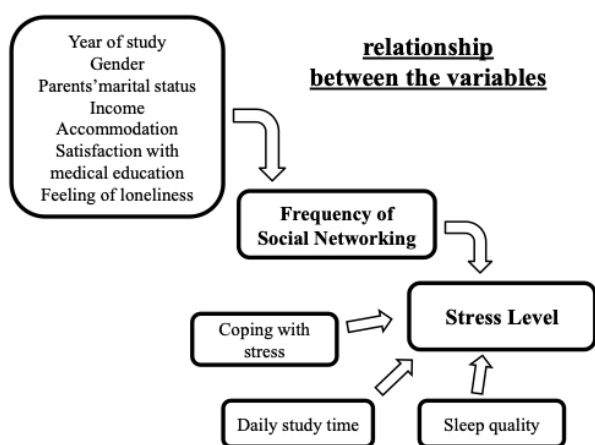 Year of study
Gender
Parents'marital status
Income
Accommodation
Satisfaction with
medical education
Feeling of loneliness
relationship
between the variables
Frequency of
Social Networking
Stress Level
Coping with
stress
Daily study time
Sleep quality